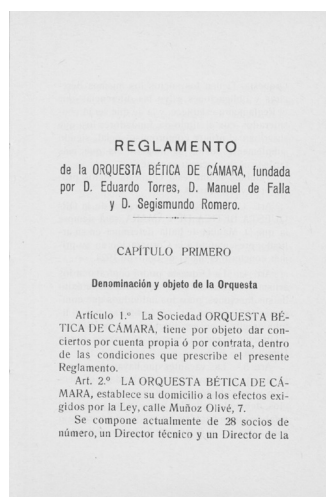 REGLAMENTO
de la ORQUESTA BÉTICA DE CÁMARA, fundada
por D. Eduardo Torres, D. Manuel de Falla
y D. Segismundo Romero.
CAPÍTULO PRIMERO
Denominación y objeto de la Orquesta
Artículo 1.º La Sociedad ORQUESTA BÉ-
TICA DE CÁMARA, tiene por objeto dar con-
ciertos por cuenta propia ó por contrata, dentro
de las condiciones que prescribe el presente
Reglamento.
Art. 2.º LA ORQUESTA BÉTICA DE CÁ-
MARA, establece su domicilio a los efectos exi-
gidos por la Ley, calle Muñoz Olivé, 7.
Se compone actualmente de 28 socios de
número, un Director técnico y un Director de la